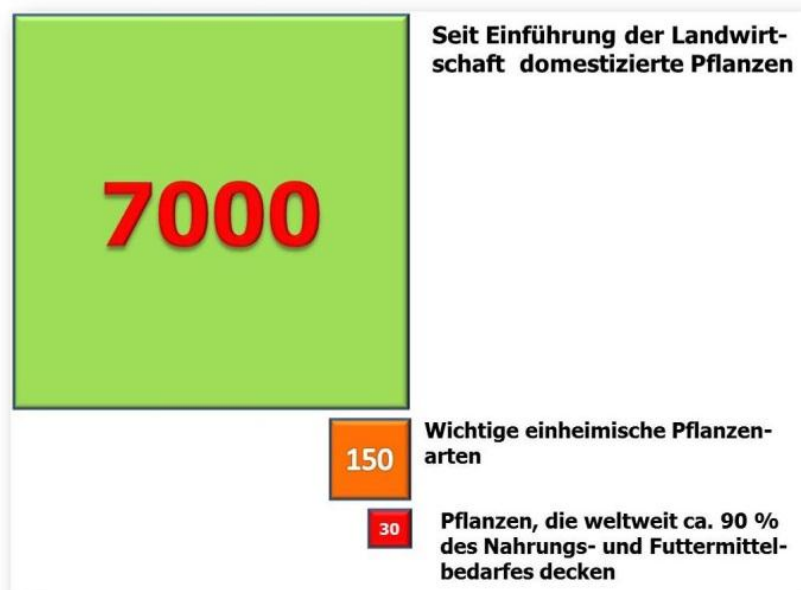 Seit Einführung der Landwirt-
schaft domestizierte Pflanzen
7000
Wichtige einheimische Pflanzen-
arten
150
Pflanzen, die weltweit ca. 90 %
des Nahrungs- und Futtermittel-
bedarfes decken
30